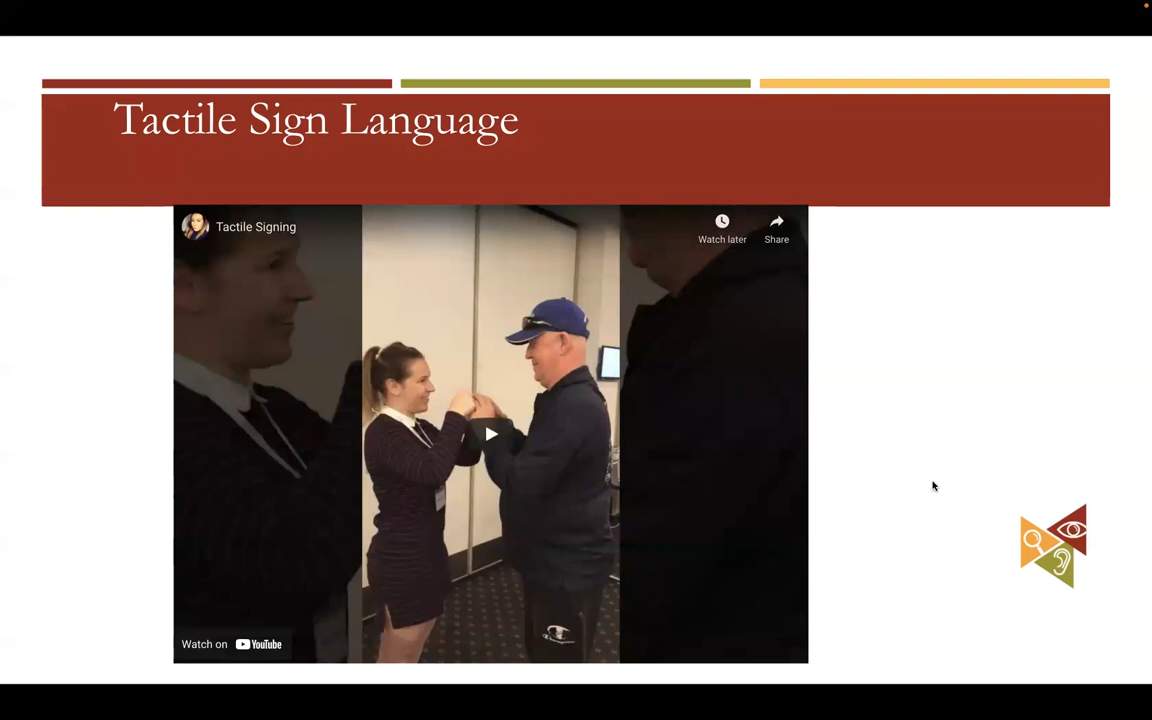 Tactile Sign Language
Tactile Signing
Watch later
Share
Watch on YouTube